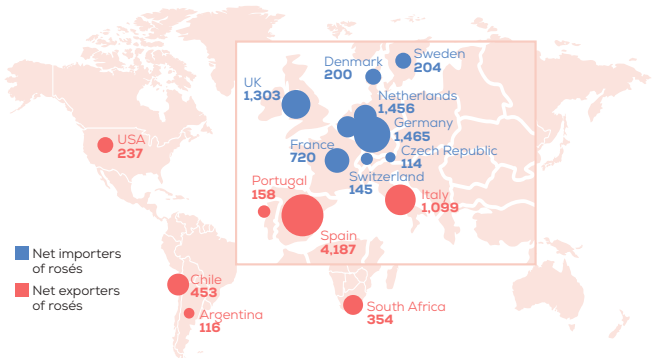 Sweden
204
Denmark
200
UK
1,303
Netherlands
1,456
Germany
1,465
USA
237
France
720
Czech Republic
114
Switzerland
145
Portugal
158
Italy
1,099
Spain
4,187
Net importers
of rosés
Net exporters
of rosés
Chile
453
Argentina
116
South Africa
354